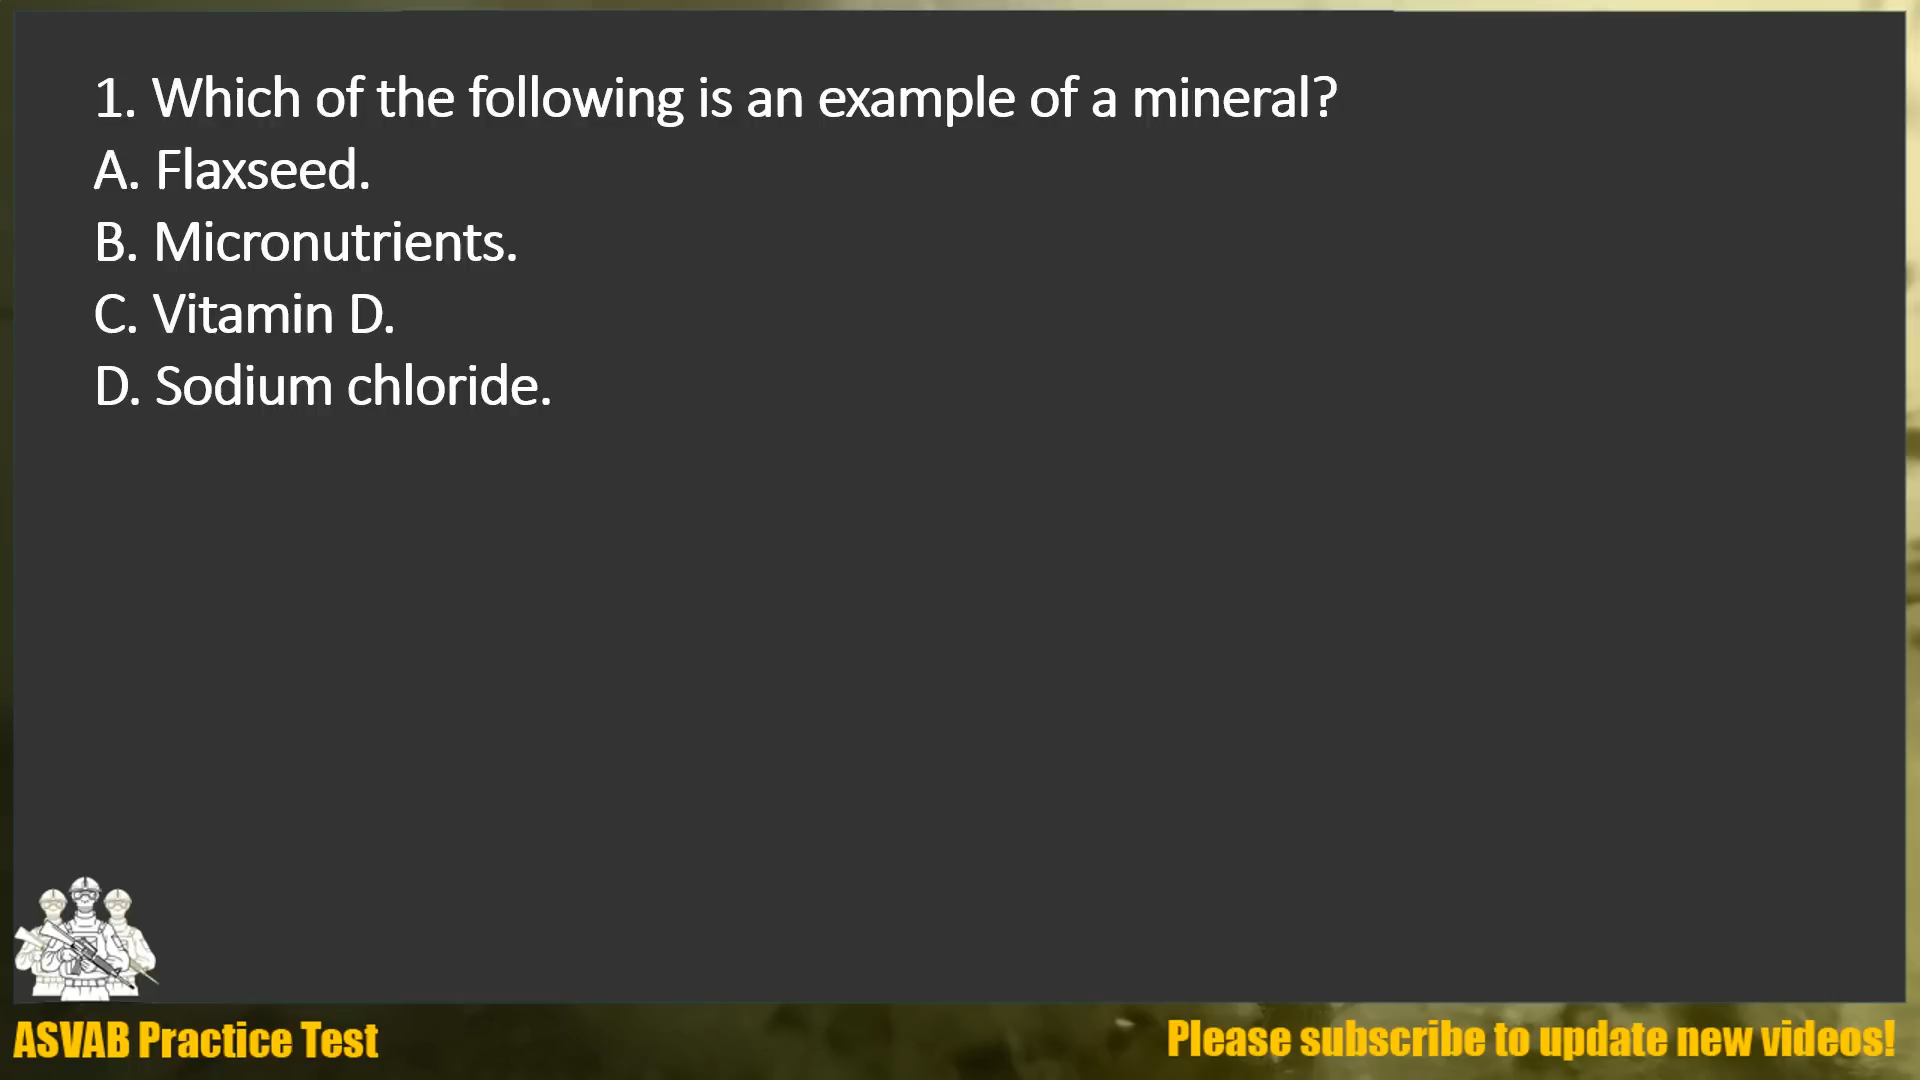 1. Which of the following is an example of a mineral?
A. Flaxseed.
B. Micronutrients.
C. Vitamin D.
D. Sodium chloride.
ASVAB Practice Test
Please subscribe to update new videos!